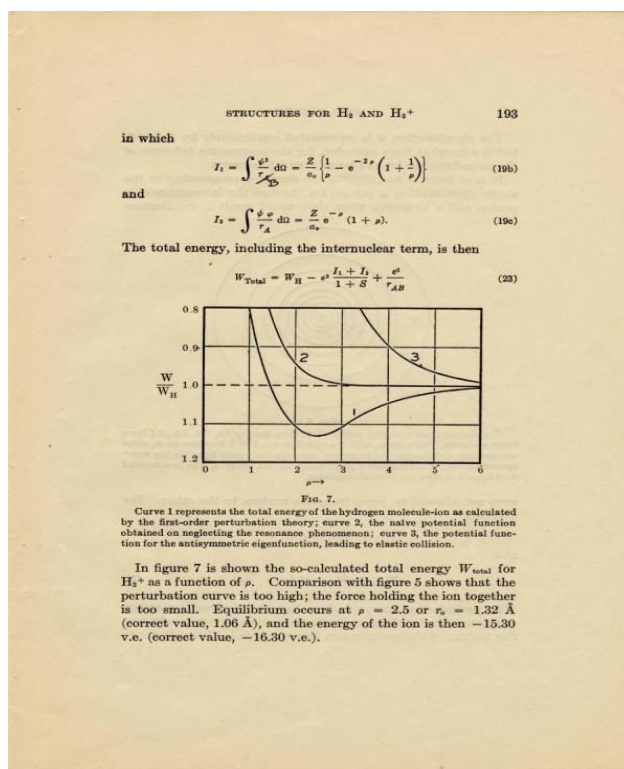 STRUCTURES FOR H₂ AND H₂⁺ 193
in which
I₁ = ∫ ψ²/r_B dΩ = Z/a₀ {1/ρ − e^{−2ρ} (1 + 1/ρ)} (19b)
and
I₂ = ∫ ψ φ/r_A dΩ = Z/a₀ e^{−ρ} (1 + ρ). (19c)
The total energy, including the internuclear term, is then
W_Total = W_H − e² (I₁ + I₂)/(1 + S) + e²/r_AB (23)
0.8
0.9
W/W_H 1.0
1.1
1.2
2
3
1
0 1 2 3 4 5 6
ρ→
FIG. 7.
Curve 1 represents the total energy of the hydrogen molecule-ion as calculated
by the first-order perturbation theory; curve 2, the naïve potential function
obtained on neglecting the resonance phenomenon; curve 3, the potential func-
tion for the antisymmetric eigenfunction, leading to elastic collision.
In figure 7 is shown the so-calculated total energy W_total for
H₂⁺ as a function of ρ. Comparison with figure 5 shows that the
perturbation curve is too high; the force holding the ion together
is too small. Equilibrium occurs at ρ = 2.5 or r₀ = 1.32 Å
(correct value, 1.06 Å), and the energy of the ion is then −15.30
v.e. (correct value, −16.30 v.e.).